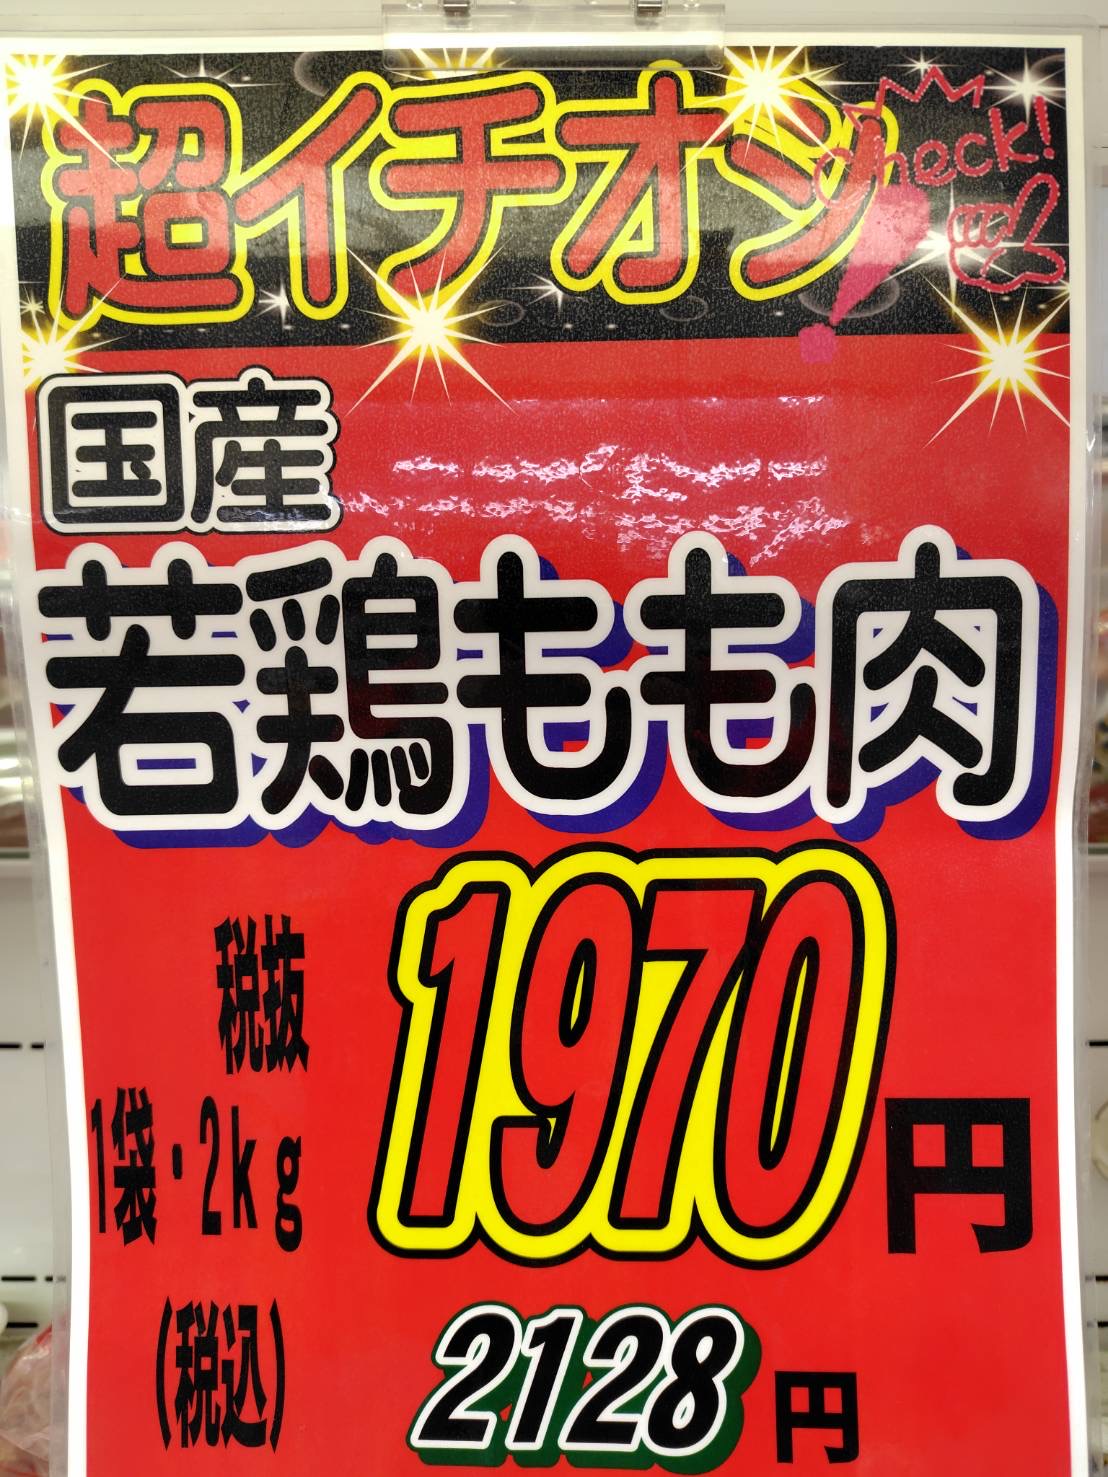 超イチオシ
Check!
国産
若鶏もも肉
税抜
1袋・2kg
1970円
(税込)
2128円